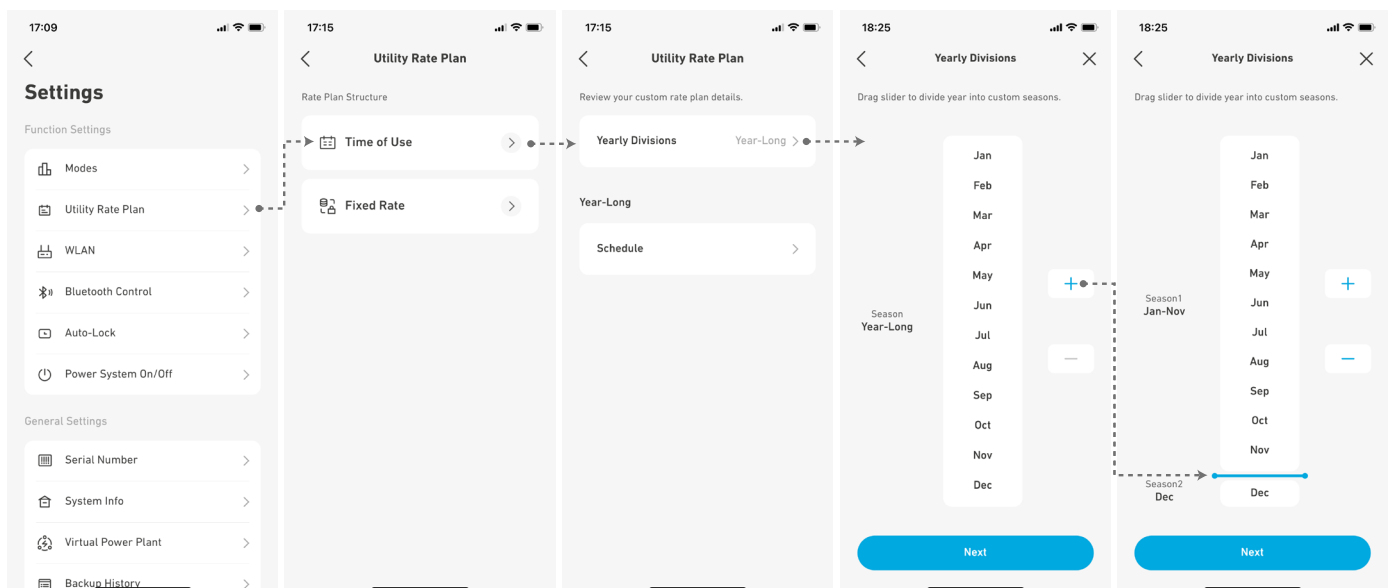 17:09
Settings
Function Settings
Modes
Utility Rate Plan
WLAN
Bluetooth Control
Auto-Lock
Power System On/Off
General Settings
Serial Number
System Info
Virtual Power Plant
Backup History
17:15
Utility Rate Plan
Rate Plan Structure
Time of Use
Fixed Rate
17:15
Utility Rate Plan
Review your custom rate plan details.
Yearly Divisions Year-Long
Year-Long
Schedule
18:25
Yearly Divisions
Drag slider to divide year into custom seasons.
Jan
Feb
Mar
Apr
May
Jun
Season
Year-Long
Jul
Aug
Sep
Oct
Nov
Dec
Next
18:25
Yearly Divisions
Drag slider to divide year into custom seasons.
Jan
Feb
Mar
Apr
May
Season1
Jan-Nov
Jun
Jul
Aug
Sep
Oct
Nov
Season2
Dec
Dec
Next